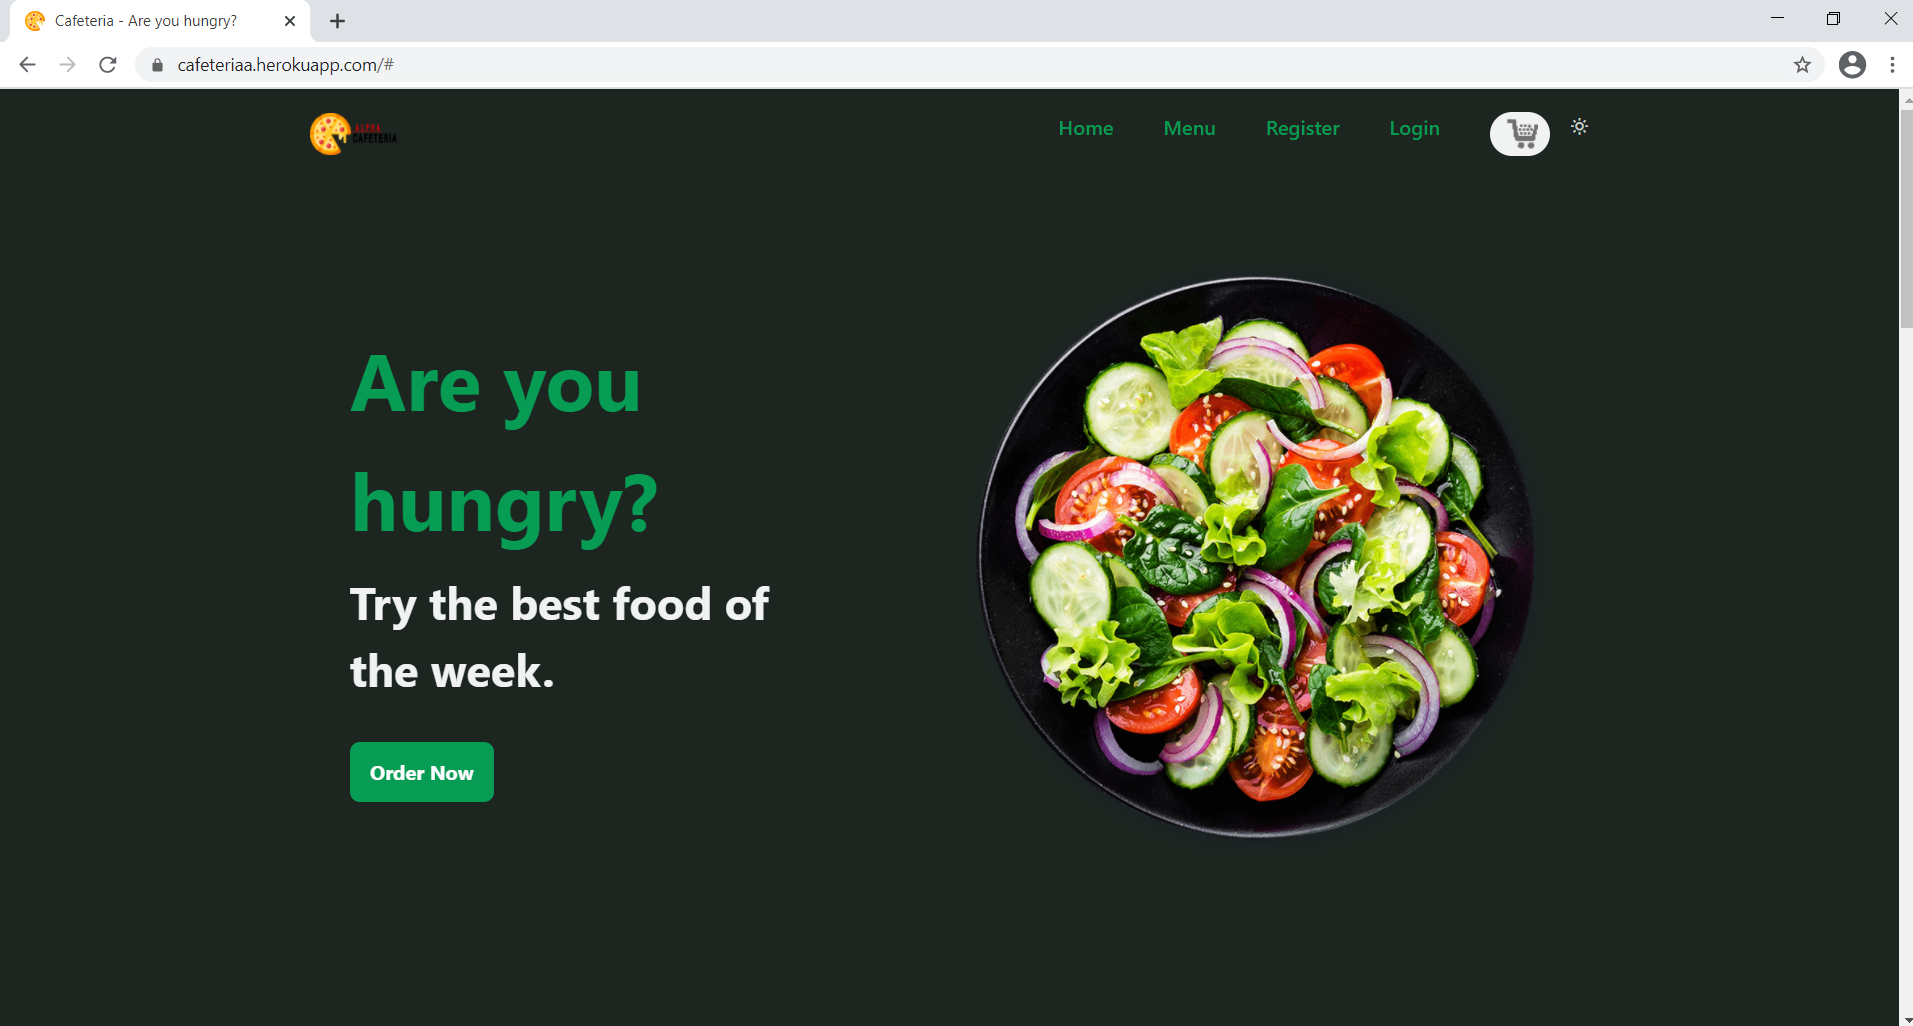 Cafeteria - Are you hungry?
cafeteriaa.herokuapp.com/#
ALPHA
CAFETERIA
Home Menu Register Login
Are you
hungry?
Try the best food of
the week.
Order Now